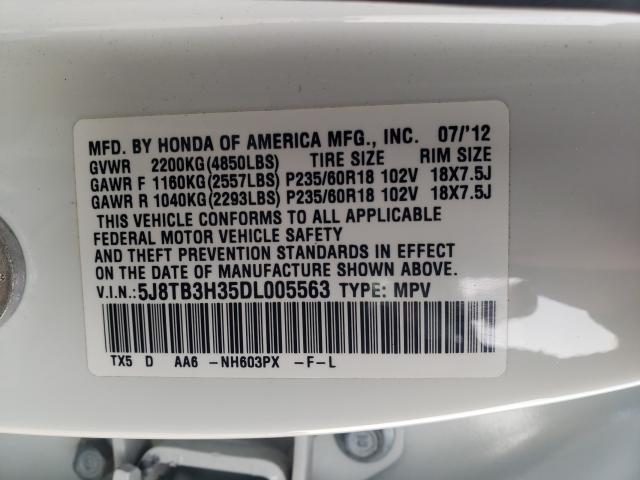 MFD. BY HONDA OF AMERICA MFG., INC. 07/'12
GVWR 2200KG(4850LBS) TIRE SIZE RIM SIZE
GAWR F 1160KG(2557LBS) P235/60R18 102V 18X7.5J
GAWR R 1040KG(2293LBS) P235/60R18 102V 18X7.5J
THIS VEHICLE CONFORMS TO ALL APPLICABLE
FEDERAL MOTOR VEHICLE SAFETY
AND THEFT PREVENTION STANDARDS IN EFFECT
ON THE DATE OF MANUFACTURE SHOWN ABOVE.
V.I.N.:5J8TB3H35DL005563 TYPE: MPV
TX5 D AA6 -NH603PX -F-L